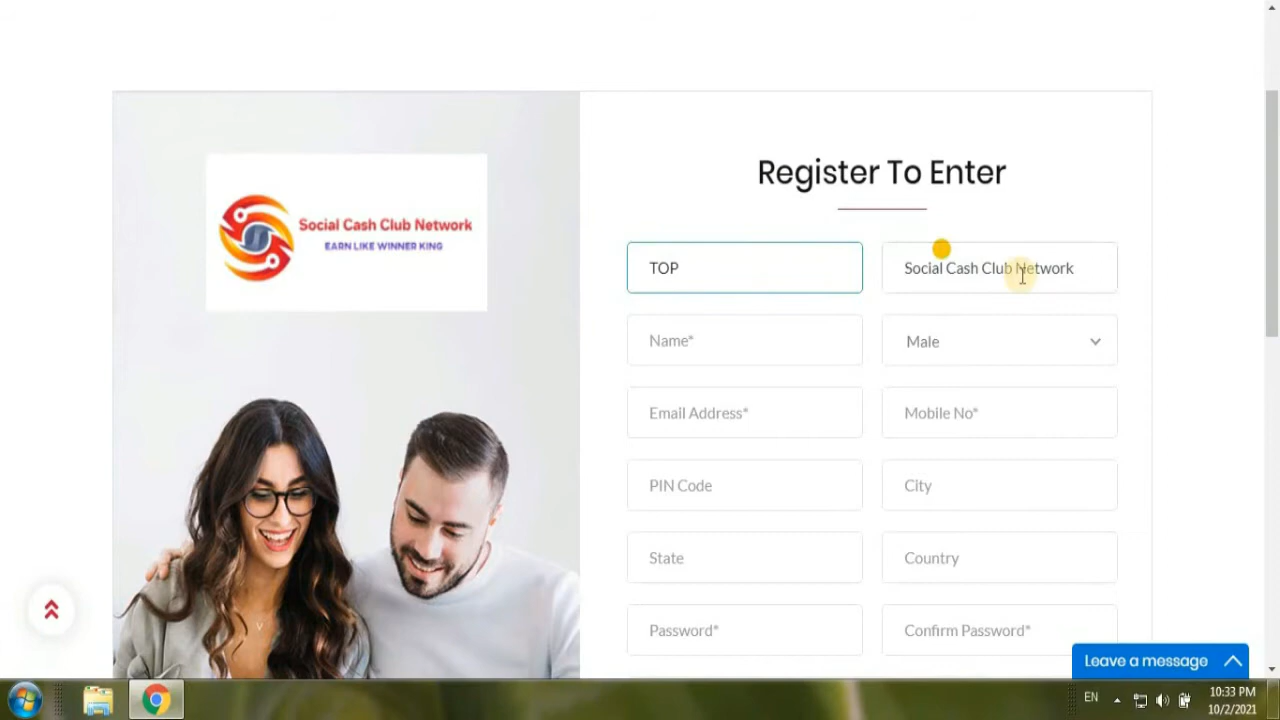 Social Cash Club Network
EARN LIKE WINNER KING
Register To Enter
TOP
Social Cash Club Network
Name*
Male
Email Address*
Mobile No*
PIN Code
City
State
Country
Password*
Confirm Password*
Leave a message
EN
10:33 PM
10/2/2021